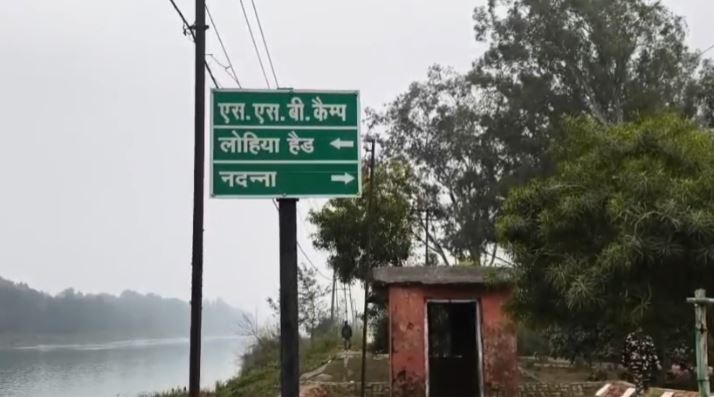 एस.एस.बी.कैम्प
लोहिया हैड ←
नदन्ना →